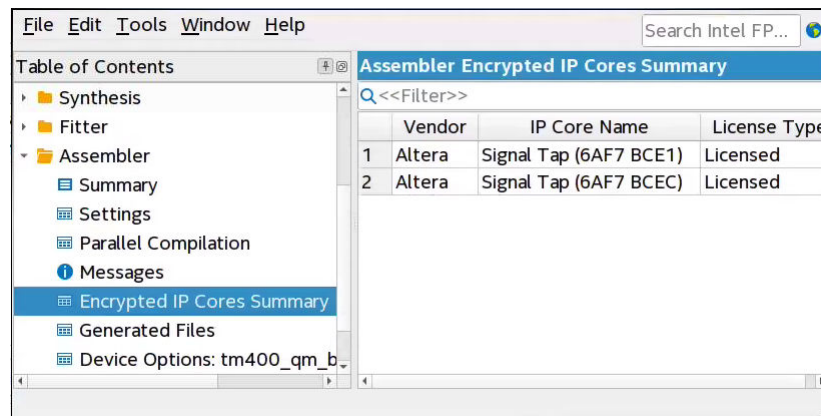 File Edit Tools Window Help
Search Intel FP...
Table of Contents
Synthesis
Fitter
Assembler
Summary
Settings
Parallel Compilation
Messages
Encrypted IP Cores Summary
Generated Files
Device Options: tm400_qm_b
Assembler Encrypted IP Cores Summary
<<Filter>>
Vendor IP Core Name License Type
1 Altera Signal Tap (6AF7 BCE1) Licensed
2 Altera Signal Tap (6AF7 BCEC) Licensed